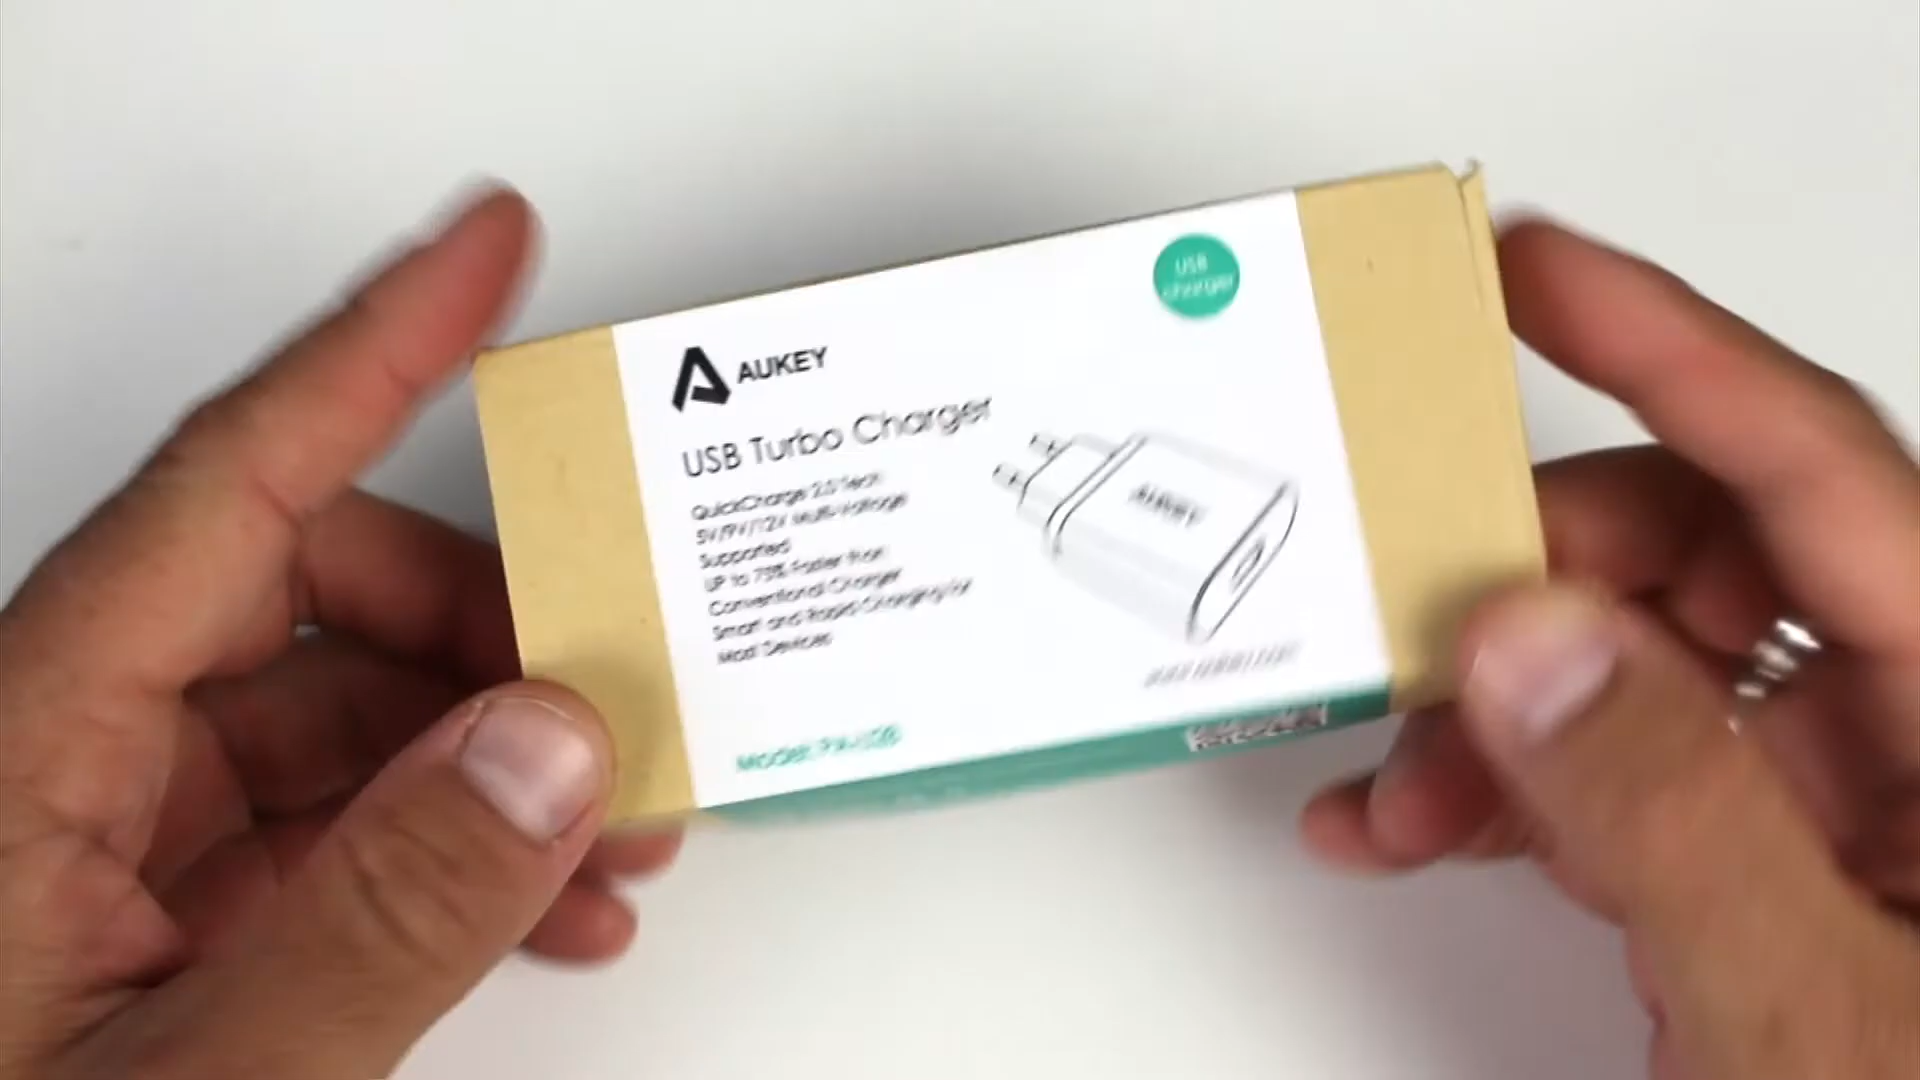 USB
charger
AUKEY
USB Turbo Charger
QuickCharge 2.0 Tech
5V/9V/12V Multi-Voltage
Supported
UP to 75% Faster than
Conventional Charger
Smart and Rapid Charging for
Most Devices
AUKEY
Model: